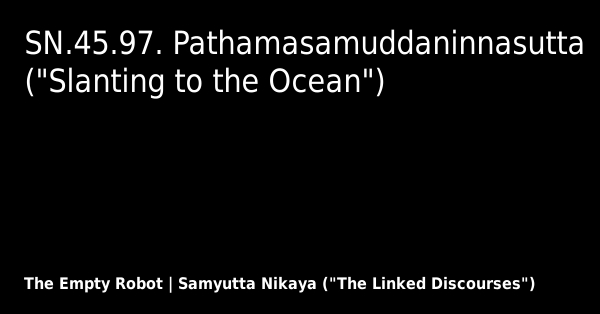 SN.45.97. Pathamasamuddaninnasutta
("Slanting to the Ocean")
The Empty Robot | Samyutta Nikaya ("The Linked Discourses")